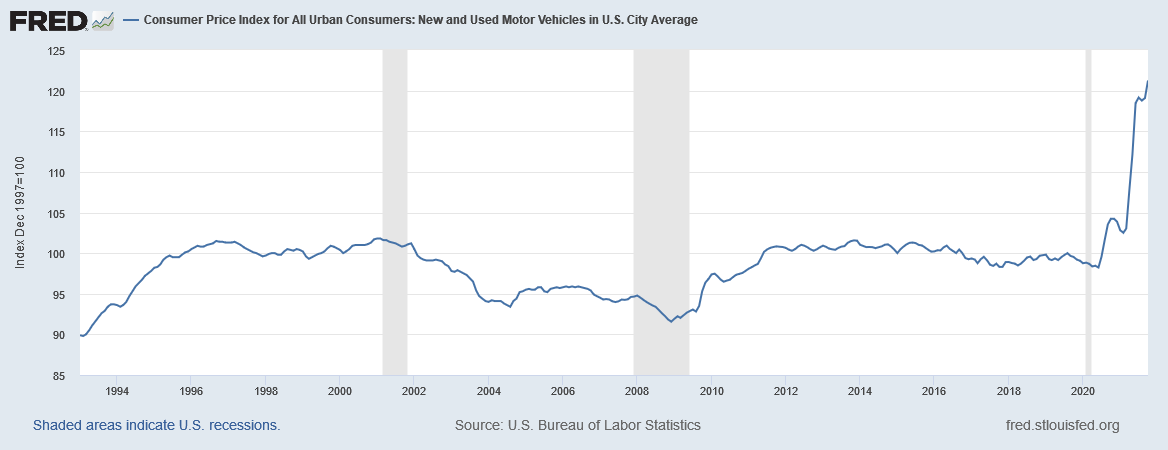 FRED
Consumer Price Index for All Urban Consumers: New and Used Motor Vehicles in U.S. City Average
125
120
115
110
105
100
95
90
85
Index Dec 1997=100
1994 1996 1998 2000 2002 2004 2006 2008 2010 2012 2014 2016 2018 2020
Shaded areas indicate U.S. recessions. Source: U.S. Bureau of Labor Statistics fred.stlouisfed.org